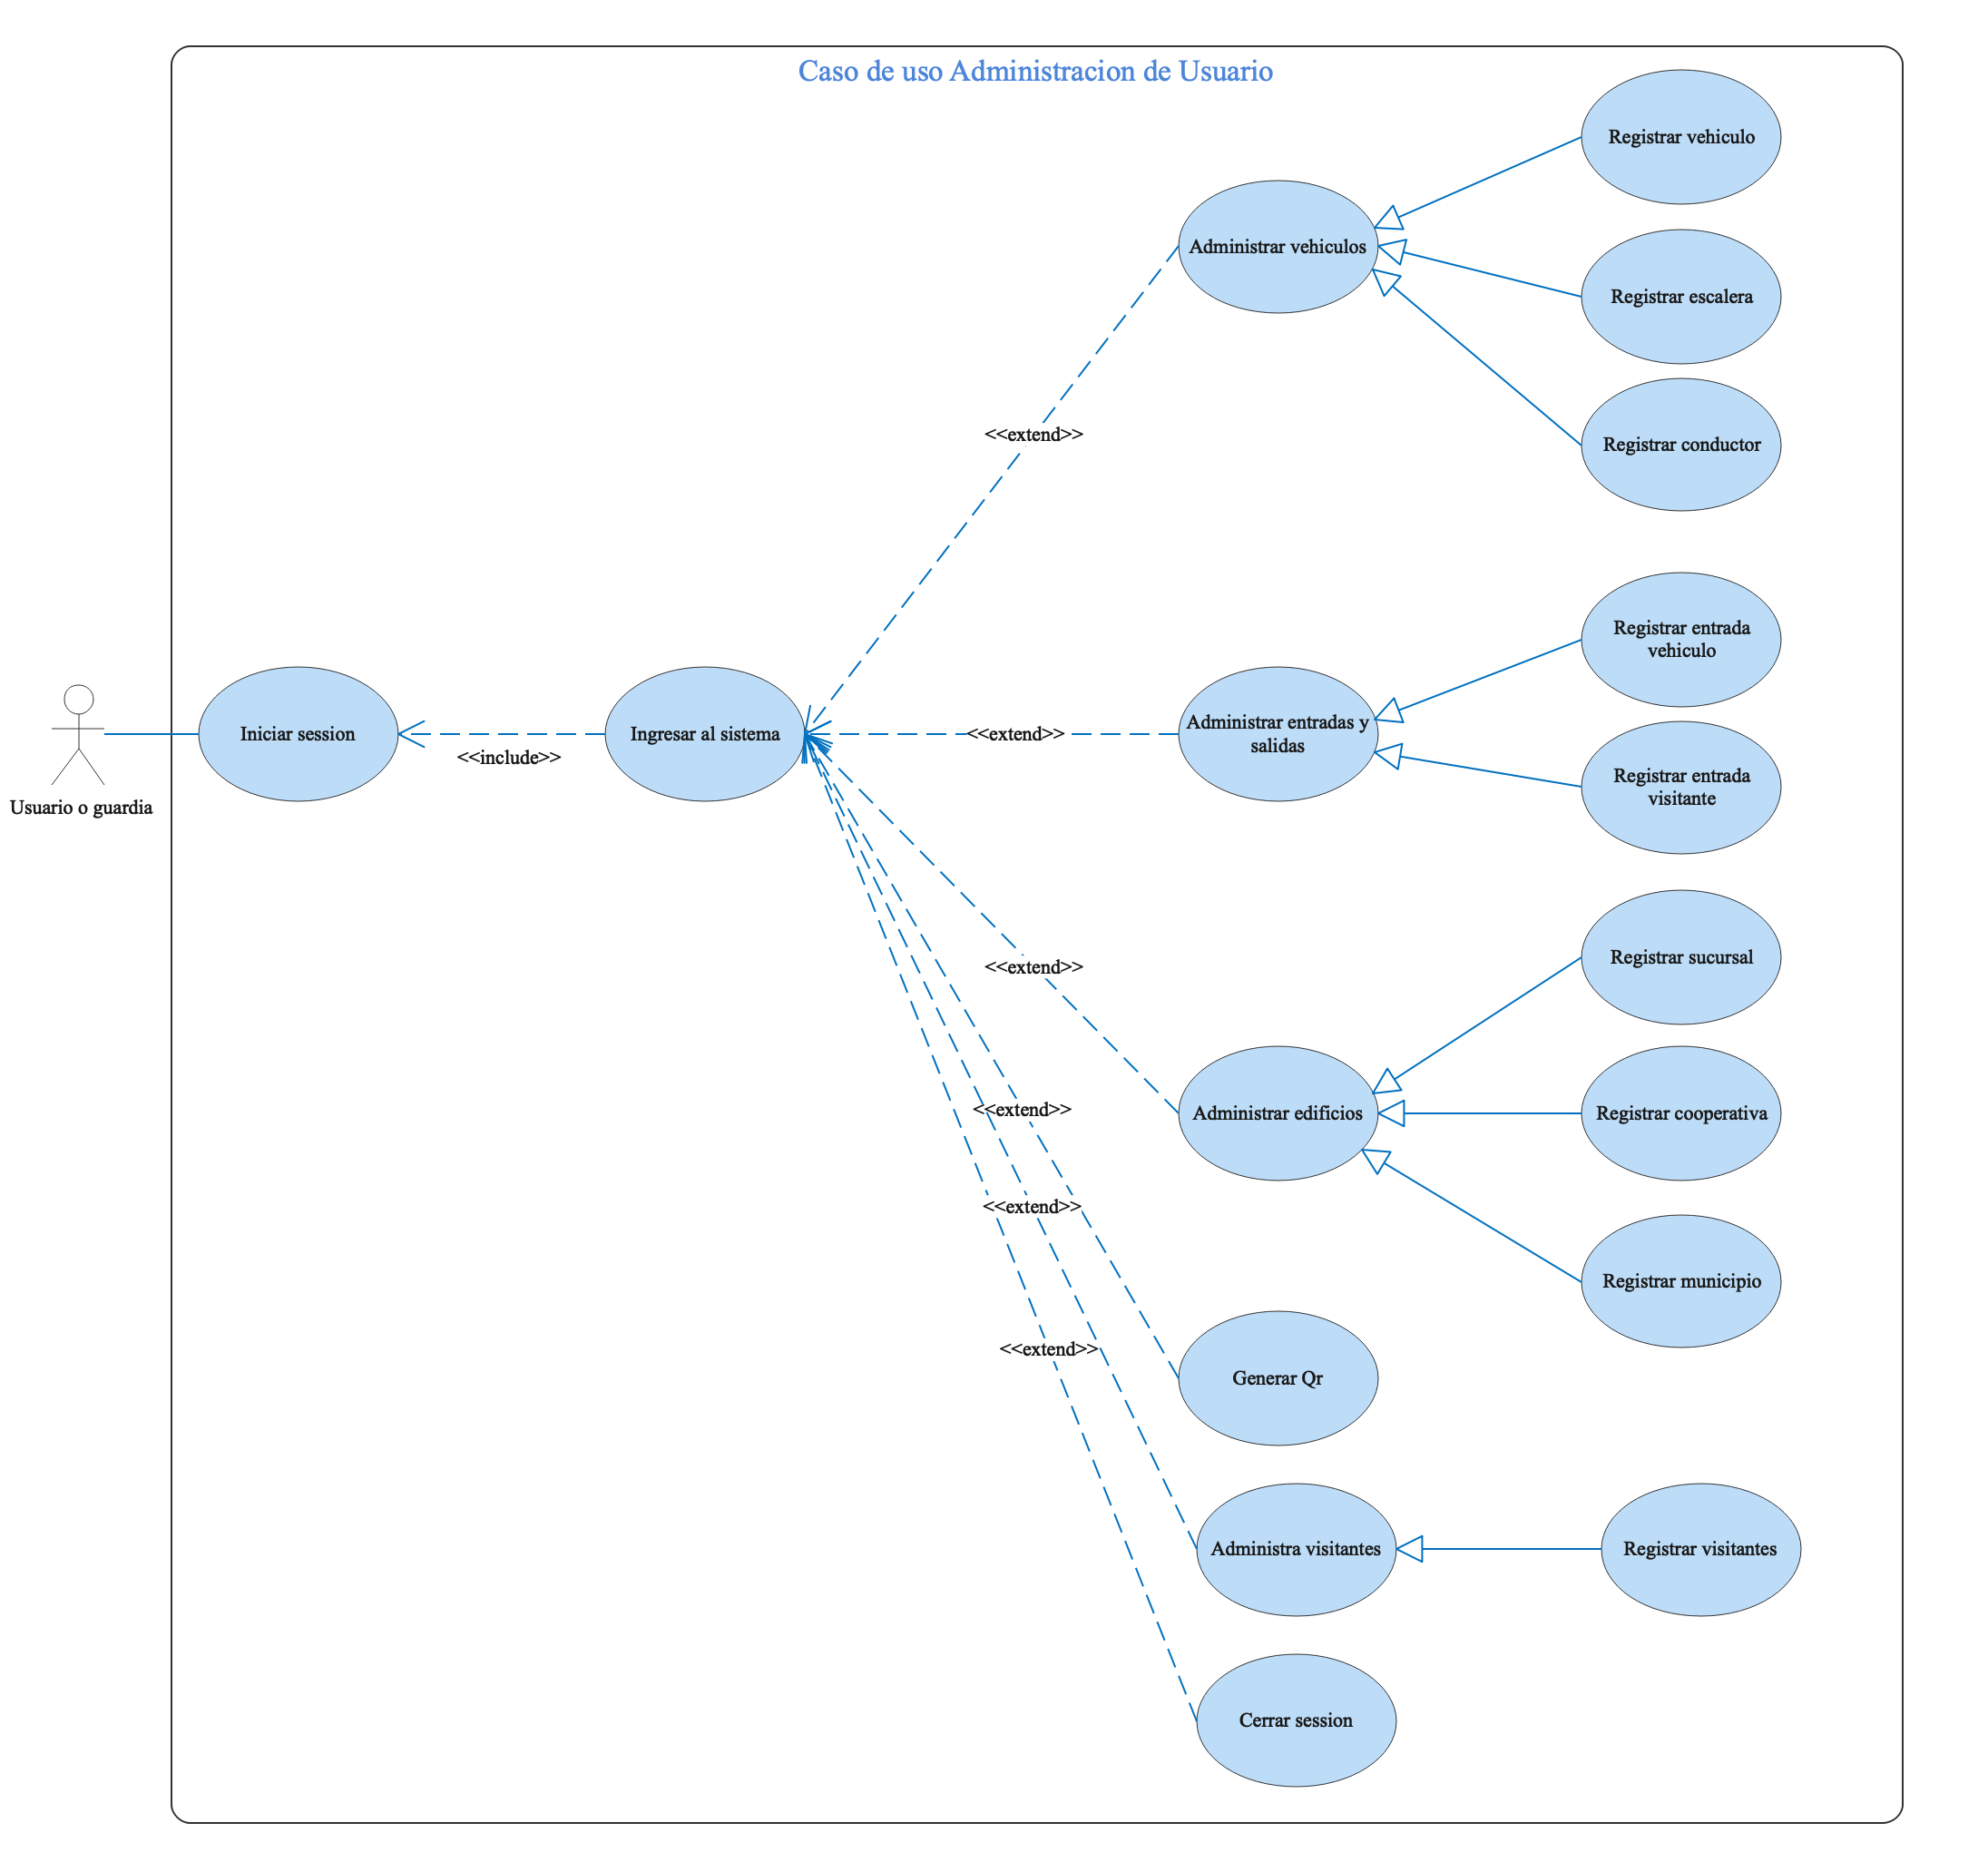 Caso de uso Administracion de Usuario
Registrar vehiculo
Administrar vehiculos
Registrar escalera
<<extend>>
Registrar conductor
Registrar entrada
vehiculo
Usuario o guardia
Iniciar session
<<include>>
Ingresar al sistema
<<extend>>
Administrar entradas y
salidas
Registrar entrada
visitante
<<extend>>
Registrar sucursal
<<extend>>
Administrar edificios
Registrar cooperativa
<<extend>>
Registrar municipio
<<extend>>
Generar Qr
Administra visitantes
Registrar visitantes
Cerrar session